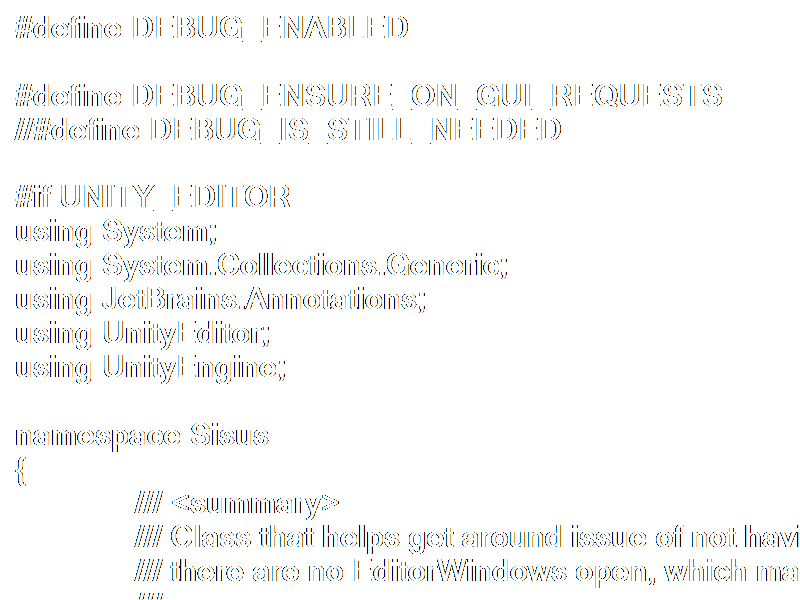 #define DEBUG_ENABLED
#define DEBUG_ENSURE_ON_GUI_REQUESTS
//#define DEBUG_IS_STILL_NEEDED
#if UNITY_EDITOR
using System;
using System.Collections.Generic;
using JetBrains.Annotations;
using UnityEditor;
using UnityEngine;
namespace Sisus
{
/// <summary>
/// Class that helps get around issue of not havi
/// there are no EditorWindows open, which ma
///